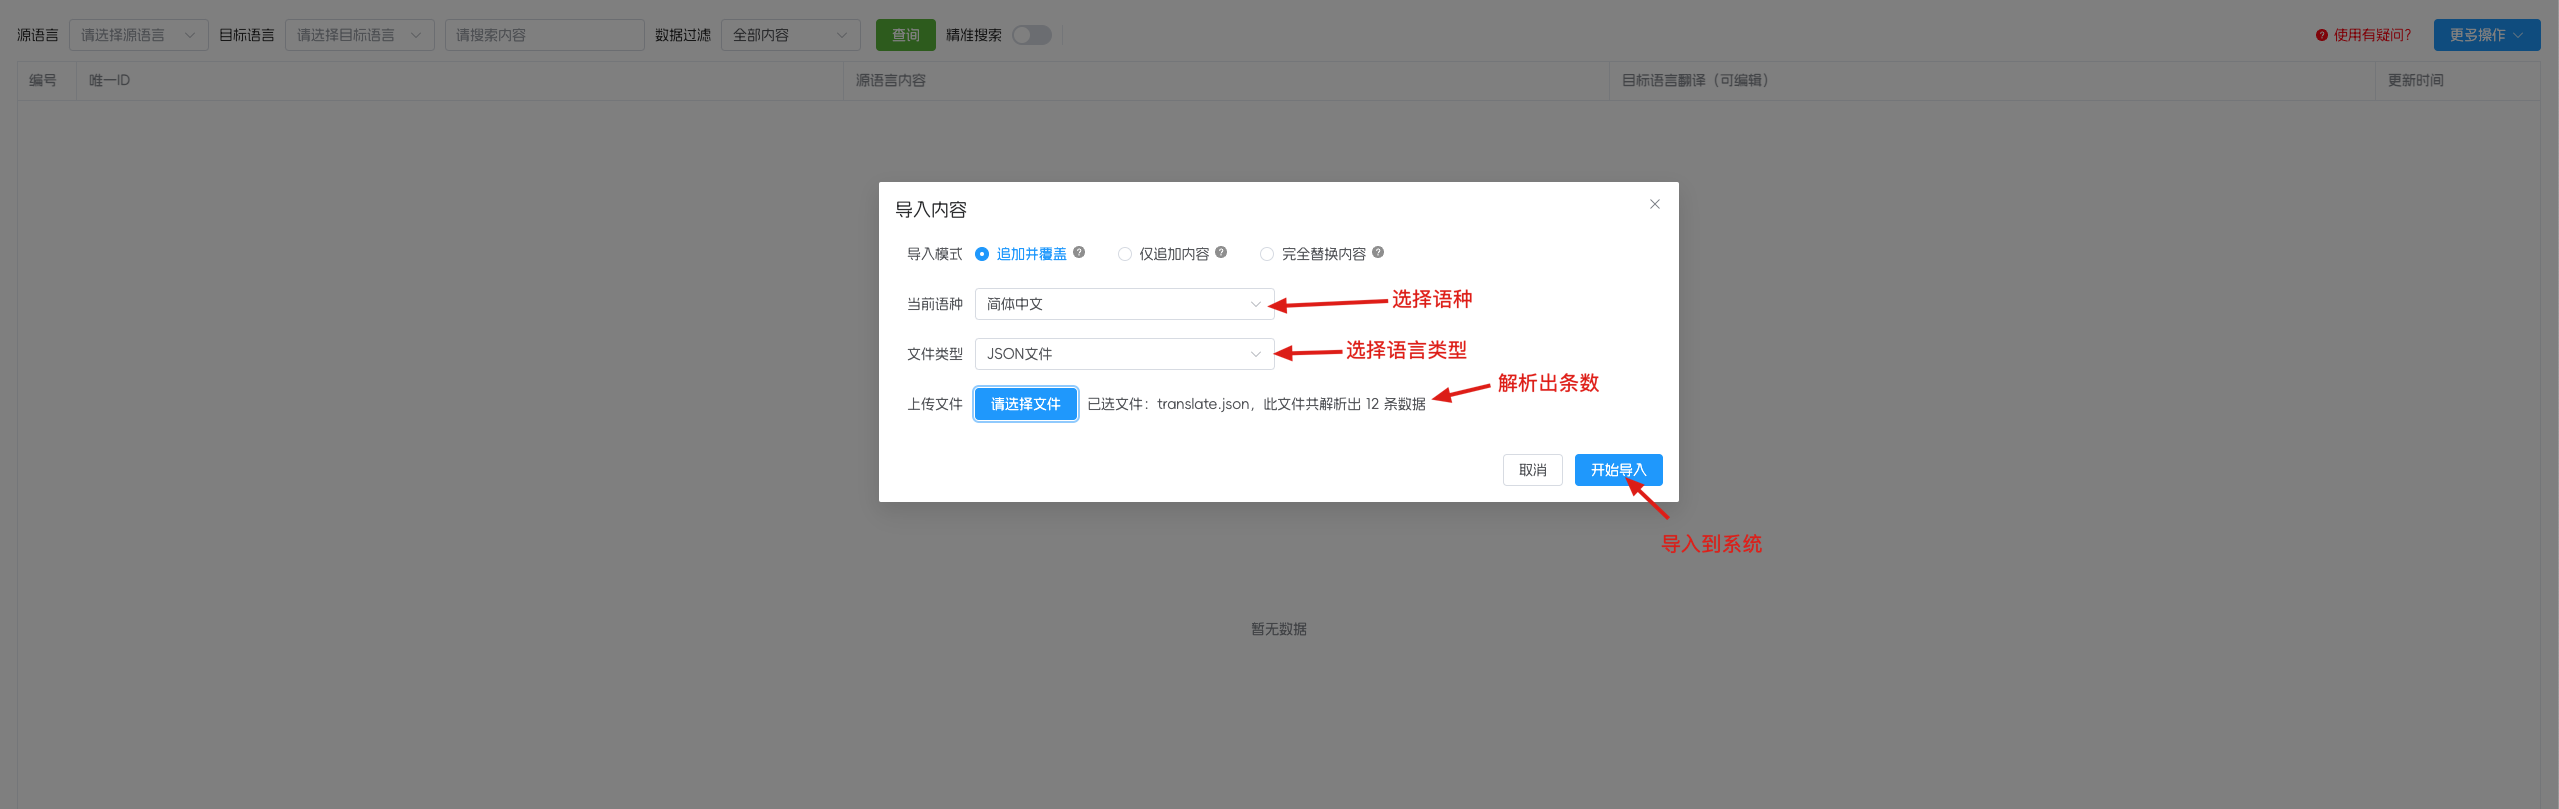 源语言 请选择源语言 目标语言 请选择目标语言 请搜索内容 数据过滤 全部内容 查询 精准搜索 使用有疑问? 更多操作
编号 唯一ID 源语言内容 目标语言翻译（可编辑） 更新时间
导入内容
导入模式 追加并覆盖 仅追加内容 完全替换内容
当前语种 简体中文 选择语种
文件类型 JSON文件 选择语言类型
解析出条数
上传文件 请选择文件 已选文件：translate.json，此文件共解析出 12 条数据
取消 开始导入
导入到系统
暂无数据